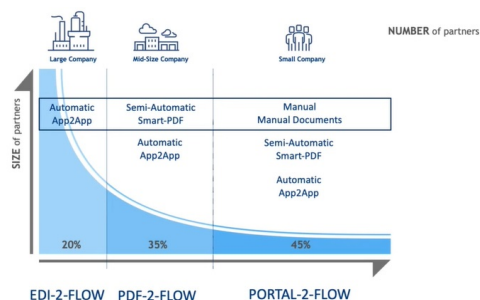 NUMBER of partners
Large Company
Mid-Size Company
Small Company
SIZE of partners
Automatic
App2App
Semi-Automatic
Smart-PDF
Manual
Manual Documents
Automatic
App2App
Semi-Automatic
Smart-PDF
Automatic
App2App
20%
35%
45%
EDI-2-FLOW
PDF-2-FLOW
PORTAL-2-FLOW